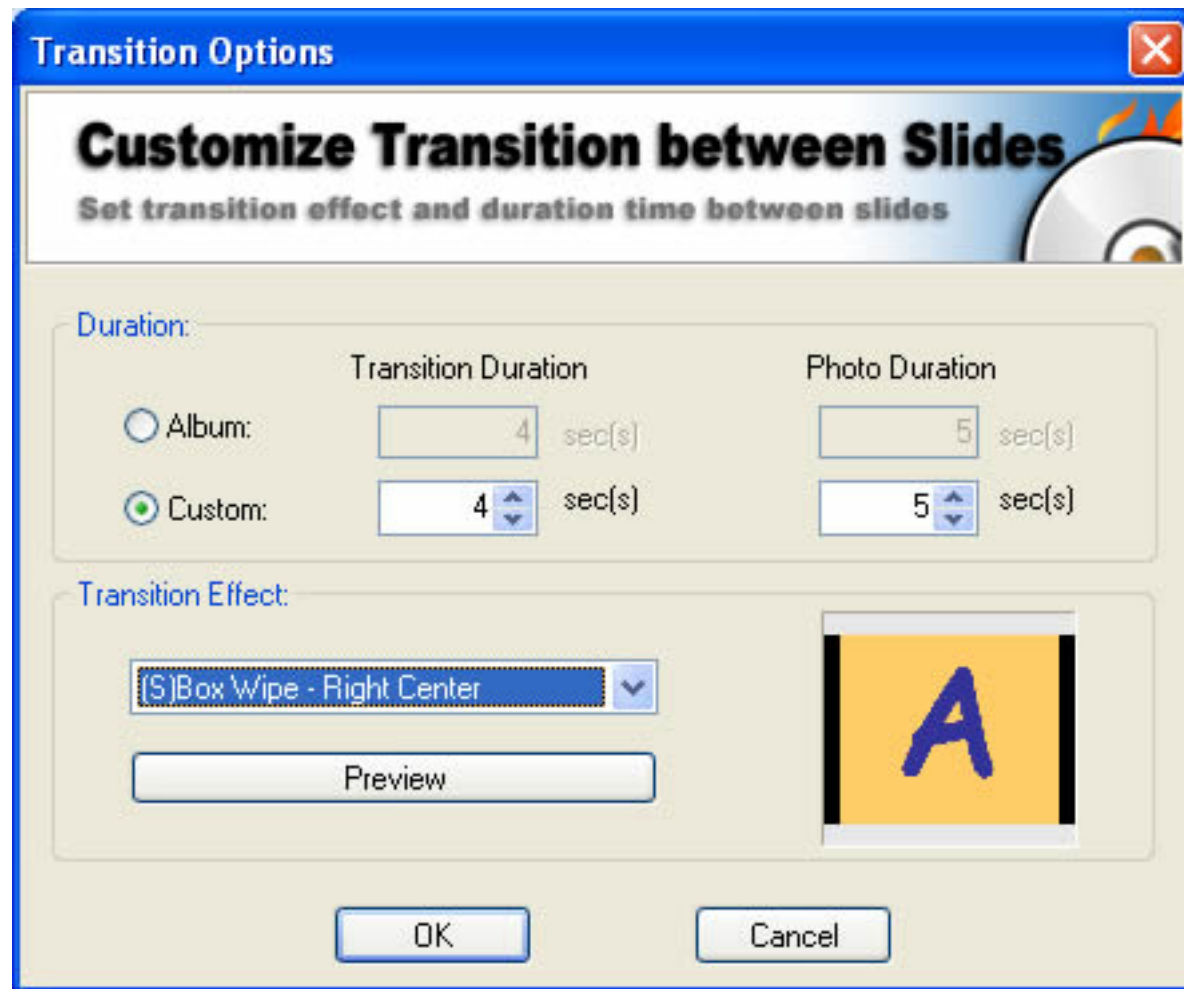 Transition Options
Customize Transition between Slides
Set transition effect and duration time between slides
Duration:
Transition Duration Photo Duration
Album: 4 sec(s) 5 sec(s)
Custom: 4 sec(s) 5 sec(s)
Transition Effect:
(S)Box Wipe - Right Center
A
Preview
OK Cancel